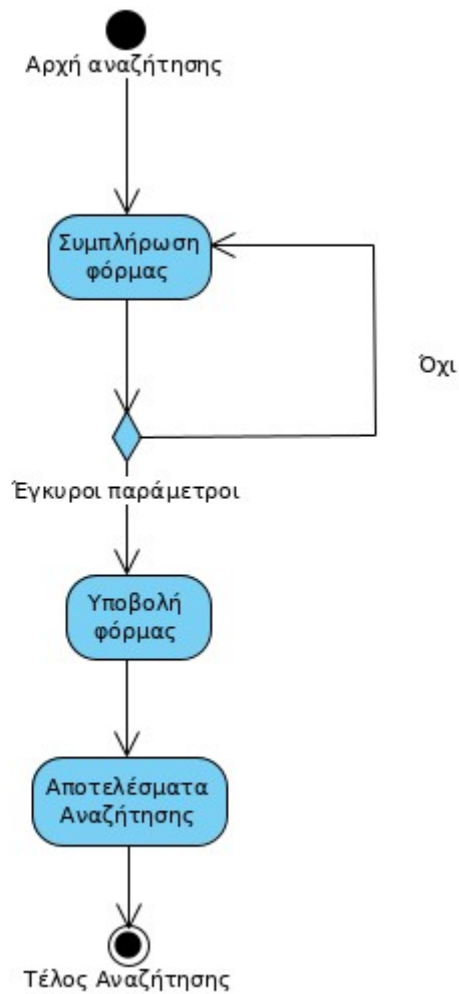 Αρχή αναζήτησης
Συμπλήρωση
φόρμας
Όχι
Έγκυροι παράμετροι
Υποβολή
φόρμας
Αποτελέσματα
Αναζήτησης
Τέλος Αναζήτησης